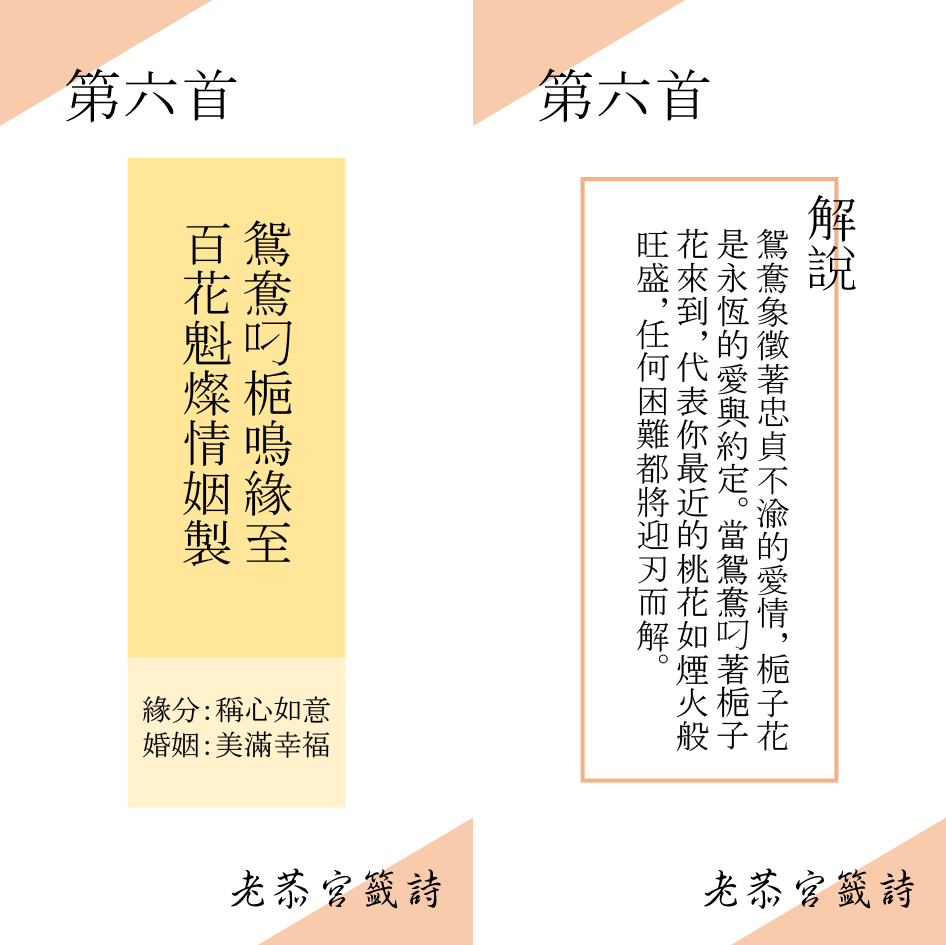 第六首
鴛鴦叼梔鳴緣至
百花魁燦情姻製
緣分:稱心如意
婚姻:美滿幸福
老恭宮籤詩
第六首
解說
鴛鴦象徵著忠貞不渝的愛情,梔子花
是永恆的愛與約定。當鴛鴦叼著梔子
花來到,代表你最近的桃花如煙火般
旺盛,任何困難都將迎刃而解。
老恭宮籤詩